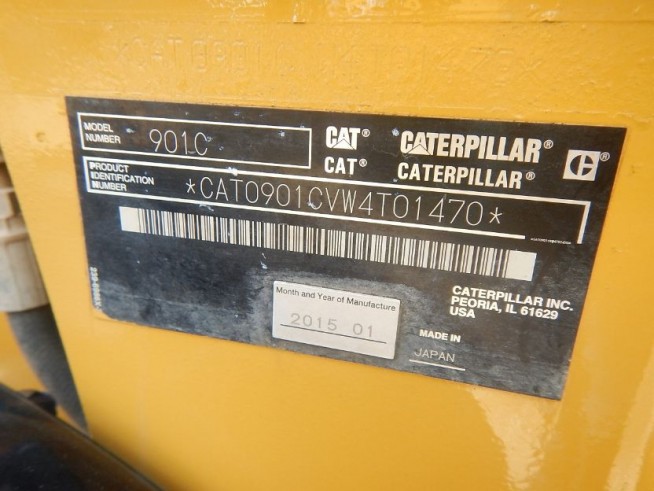 MODEL NUMBER 901C
CAT® CATERPILLAR®
CAT® CATERPILLAR®
PRODUCT IDENTIFICATION NUMBER
*CAT0901CVW4T01470*
Month and Year of Manufacture
2015 01
CATERPILLAR INC.
PEORIA, IL 61629
USA
MADE IN
JAPAN